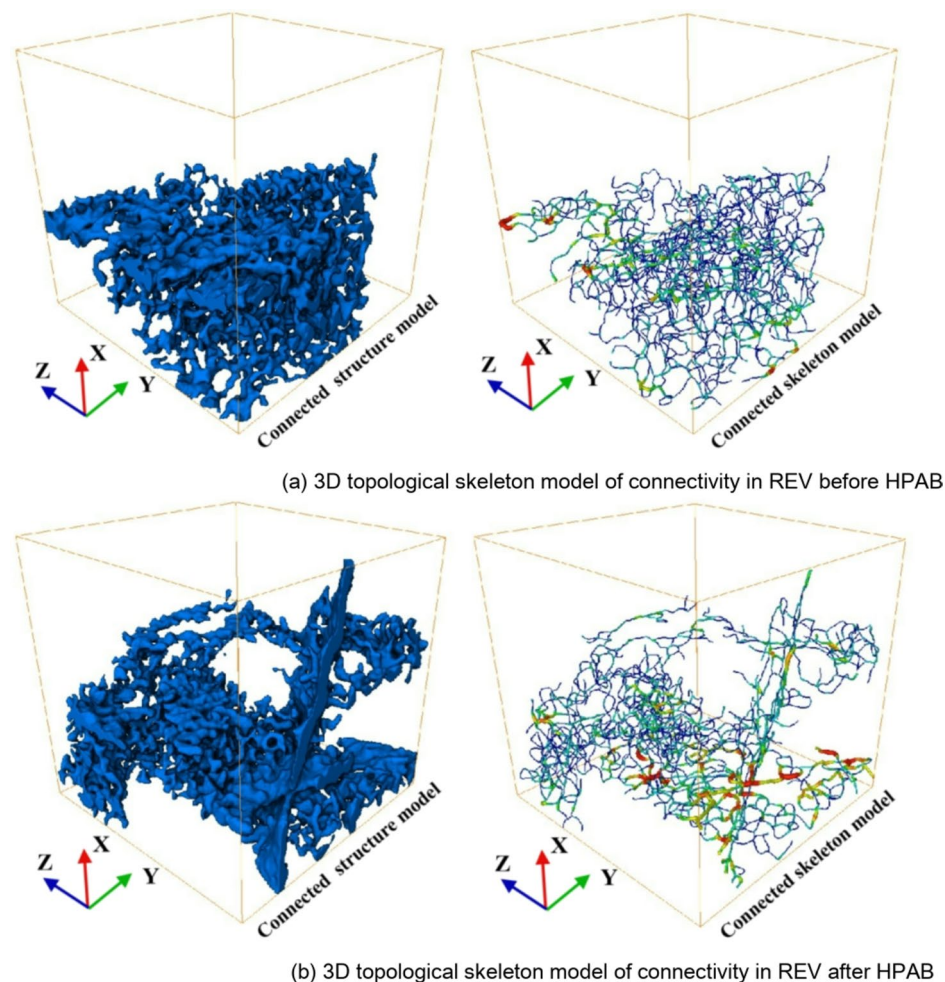 Z
X
Y
Connected structure model
Z
X
Y
Connected skeleton model
(a) 3D topological skeleton model of connectivity in REV before HPAB
Z
X
Y
Connected structure model
Z
X
Y
Connected skeleton model
(b) 3D topological skeleton model of connectivity in REV after HPAB